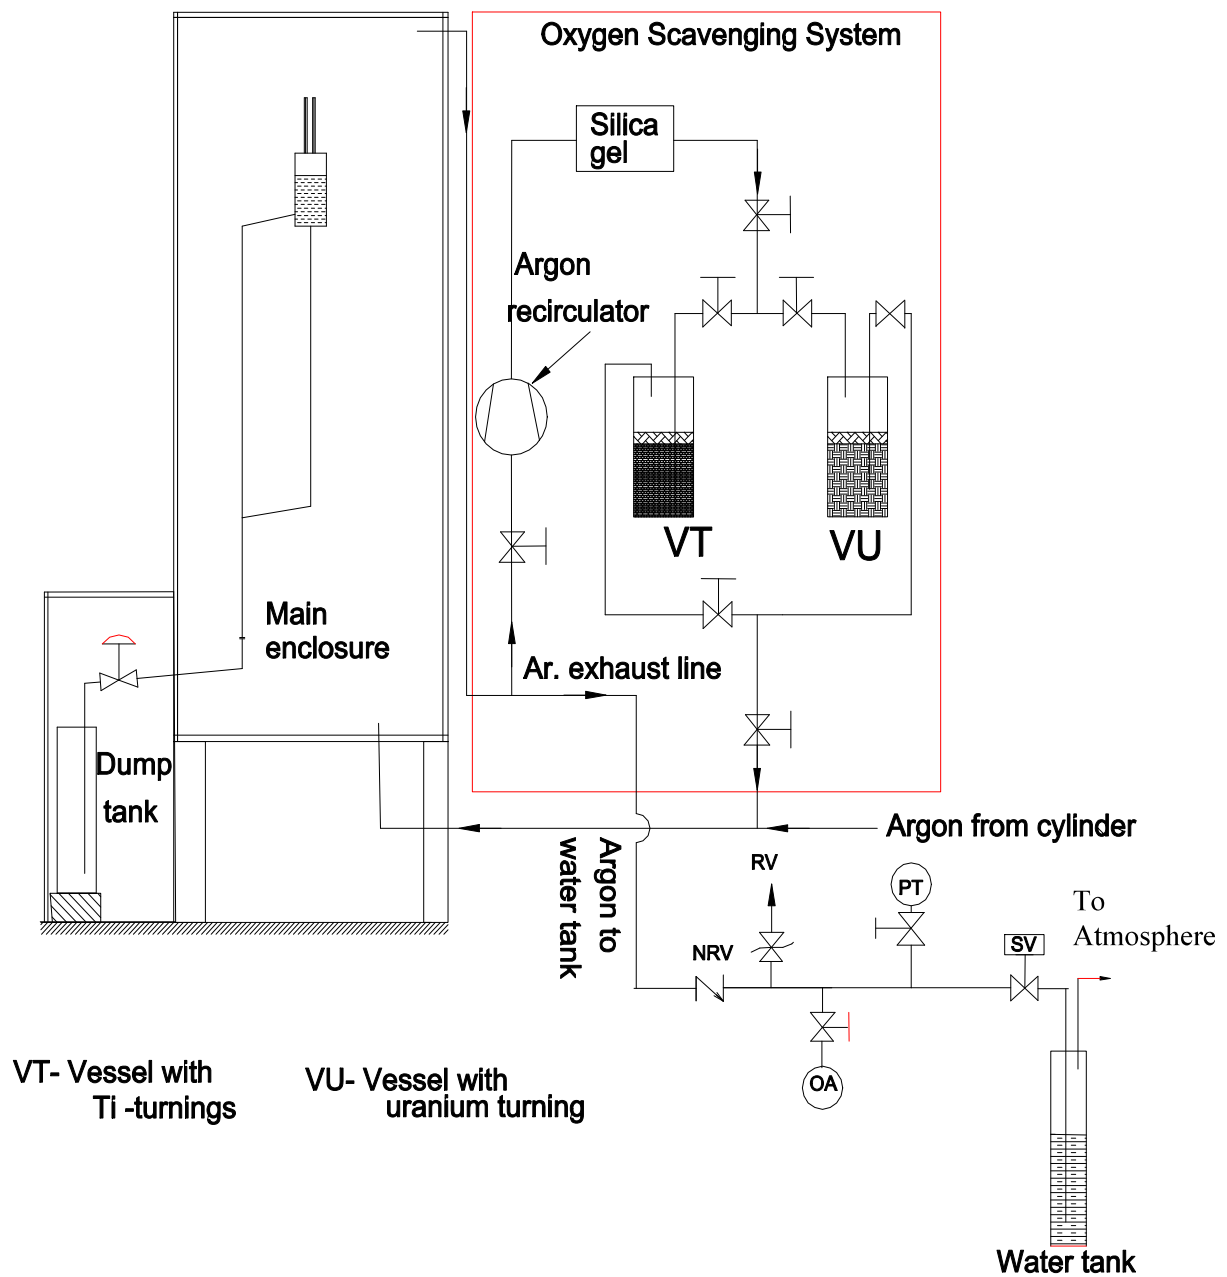 Oxygen Scavenging System
Silica
gel
Argon
recirculator
VT
VU
Main
enclosure
Ar. exhaust line
Dump
tank
Argon from cylinder
Argon to
water tank
RV
PT
NRV
SV
To
Atmosphere
OA
VT- Vessel with
Ti -turnings
VU- Vessel with
uranium turning
Water tank